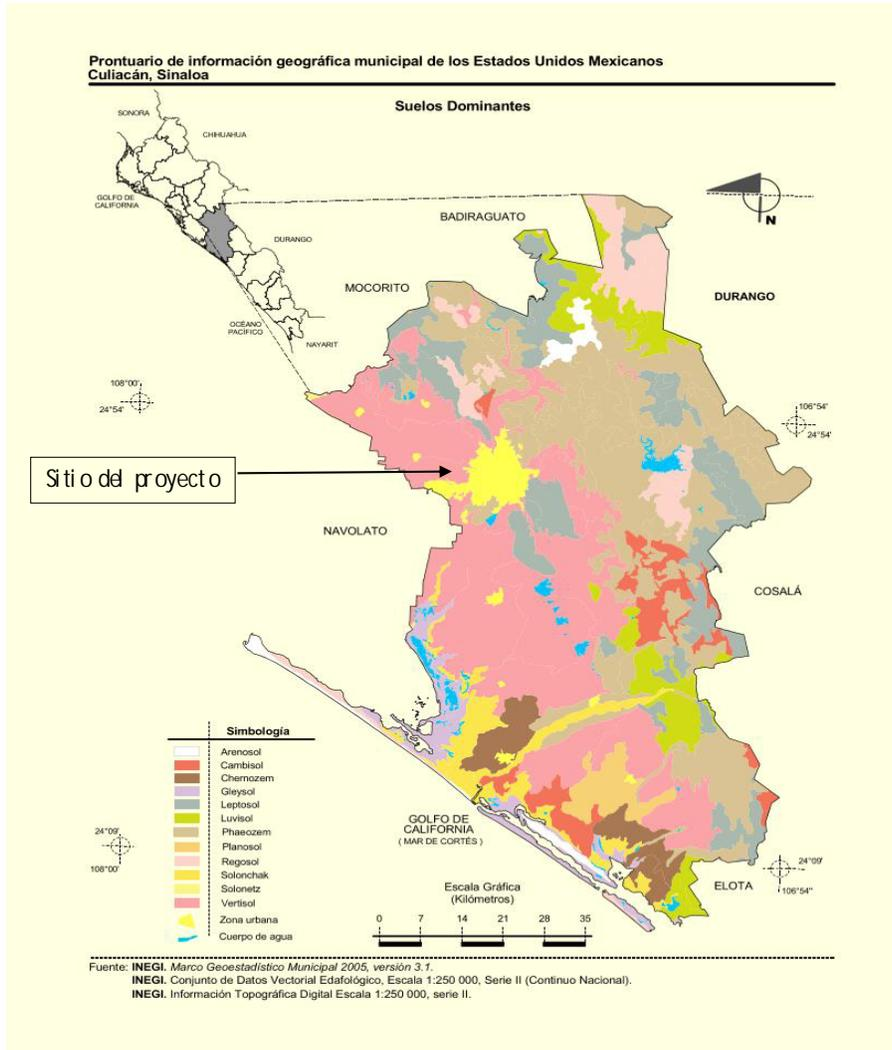 Prontuario de información geográfica municipal de los Estados Unidos Mexicanos
Culiacán, Sinaloa
Suelos Dominantes
SONORA
CHIHUAHUA
GOLFO DE
CALIFORNIA
DURANGO
OCÉANO
PACÍFICO
NAYARIT
BADIRAGUATO
N
MOCORITO
DURANGO
108°00'
24°54'
106°54'
24°54'
Sitio del proyecto
NAVOLATO
COSALÁ
Simbología
Arenosol
Cambisol
Chernozem
Gleysol
Leptosol
Luvisol
Phaeozem
Planosol
Regosol
Solonchak
Solonetz
Vertisol
Zona urbana
Cuerpo de agua
GOLFO DE
CALIFORNIA
( MAR DE CORTÉS )
24°09'
108°00'
24°09'
106°54"
ELOTA
Escala Gráfica
(Kilómetros)
0 7 14 21 28 35
Fuente: INEGI. Marco Geoestadístico Municipal 2005, versión 3.1.
INEGI. Conjunto de Datos Vectorial Edafológico, Escala 1:250 000, Serie II (Continuo Nacional).
INEGI. Información Topográfica Digital Escala 1:250 000, serie II.